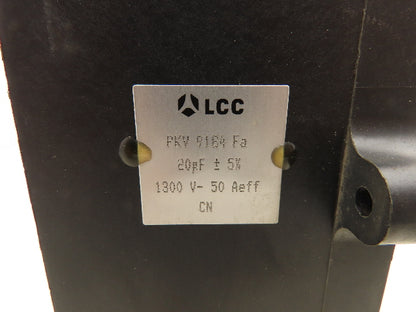 LCC
PKV 9164 Fa
20µF ± 5%
1300 V- 50 Aeff
CN